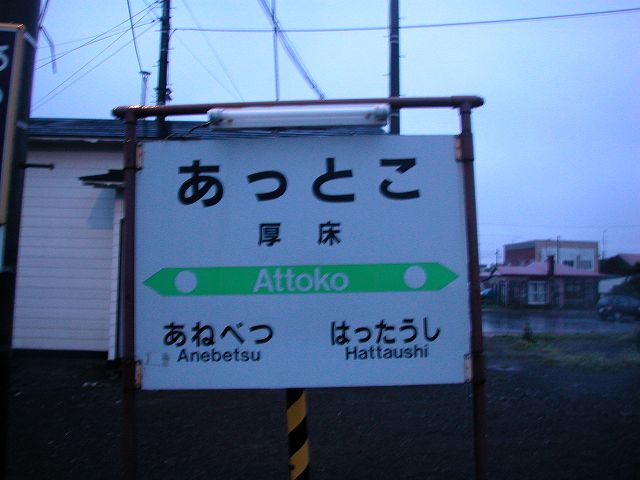 あっとこ
厚床
Attoko
あねべつ はったうし
Anebetsu Hattaushi